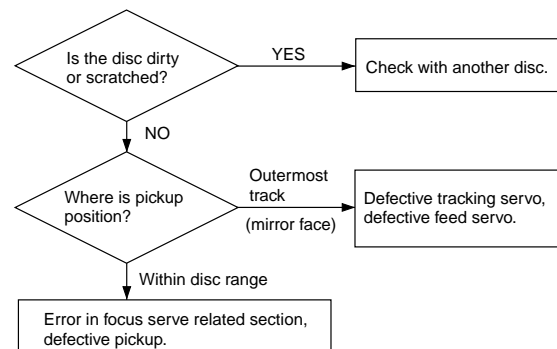 Is the disc dirty
or scratched?
YES
Check with another disc.
NO
Where is pickup
position?
Outermost
track
(mirror face)
Defective tracking servo,
defective feed servo.
Within disc range
Error in focus serve related section,
defective pickup.